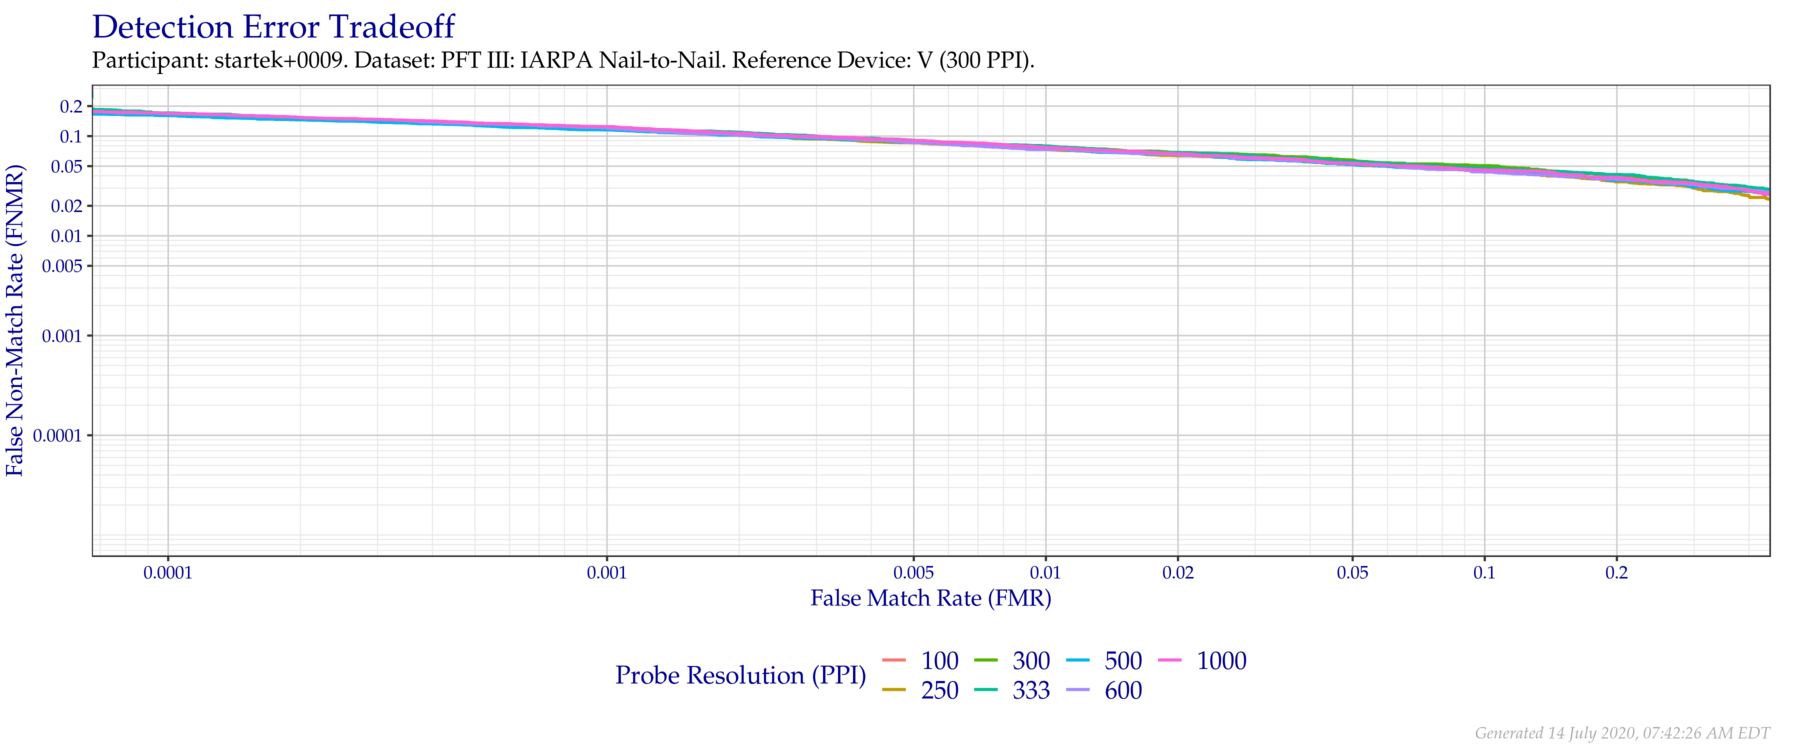 Detection Error Tradeoff
Participant: startek+0009. Dataset: PFT III: IARPA Nail-to-Nail. Reference Device: V (300 PPI).
False Non-Match Rate (FNMR)
0.2
0.1
0.05
0.02
0.01
0.005
0.001
0.0001
0.0001 0.001 0.005 0.01 0.02 0.05 0.1 0.2
False Match Rate (FMR)
Probe Resolution (PPI)
100 300 500 1000
250 333 600
Generated 14 July 2020, 07:42:26 AM EDT